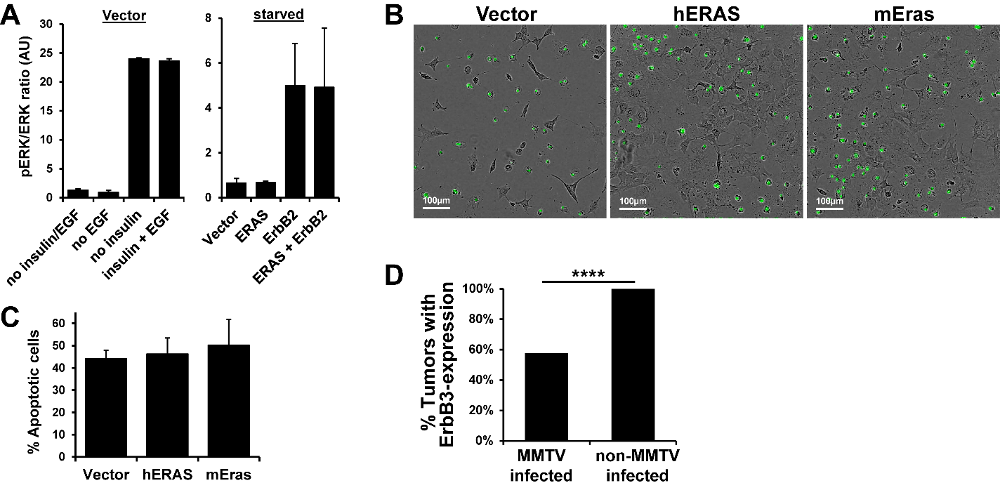 A
Vector
starved
pERK/ERK ratio (AU)
30
25
20
15
10
5
0
no insulin/EGF
no EGF
no insulin
insulin + EGF
8
6
4
2
0
Vector
ERAS
ErbB2
ERAS + ErbB2
B
Vector
hERAS
mEras
100μm
100μm
100μm
C
% Apoptotic cells
60
50
40
30
20
10
0
Vector
hERAS
mEras
D
% Tumors with
ErbB3-expression
****
100%
80%
60%
40%
20%
0%
MMTV
infected
non-MMTV
infected